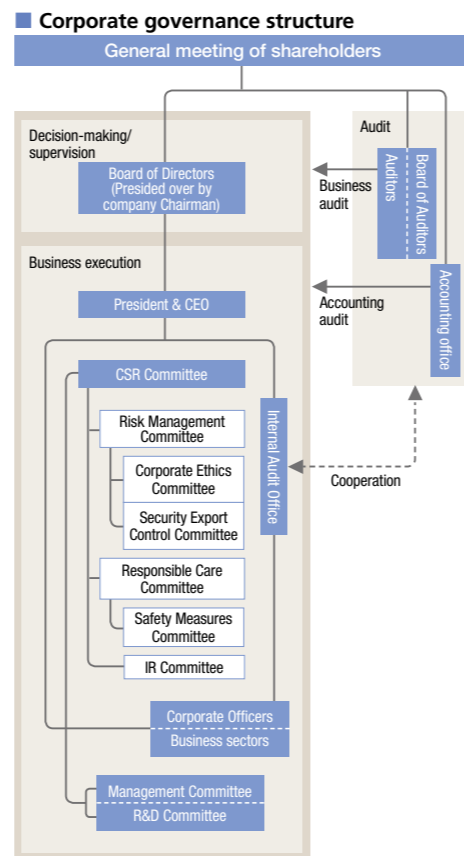 Corporate governance structure
General meeting of shareholders
Decision-making/
supervision
Board of Directors
(Presided over by
company Chairman)
Audit
Auditors
Board of Auditors
Business
audit
Business execution
President & CEO
Accounting office
Accounting
audit
CSR Committee
Risk Management
Committee
Corporate Ethics
Committee
Security Export
Control Committee
Internal Audit Office
Cooperation
Responsible Care
Committee
Safety Measures
Committee
IR Committee
Corporate Officers
Business sectors
Management Committee
R&D Committee